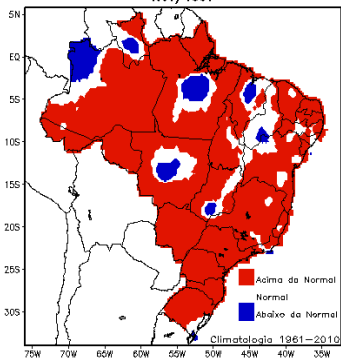 5N
EQ
5S
10S
15S
20S
25S
30S
75W 70W 65W 60W 55W 50W 45W 40W 35W
Acima da Normal
Normal
Abaixo da Normal
Climatologia 1961-2010